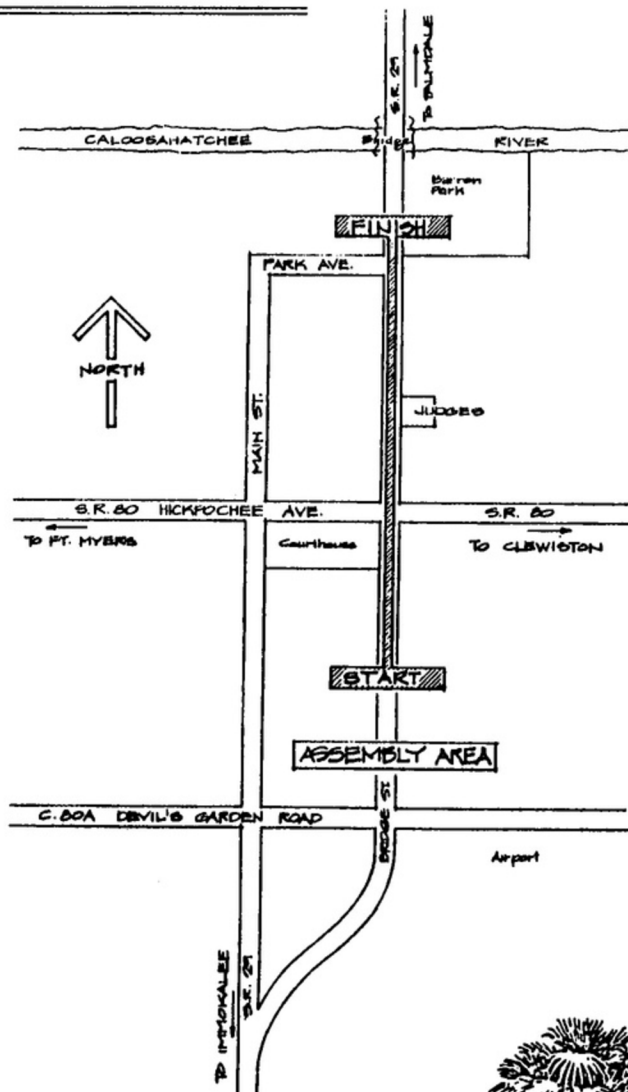 S.R. 29
TO PALMDALE
CALOOSAHATCHEE
Bridge
RIVER
Barron
Park
FINISH
PARK AVE.
NORTH
MAIN ST.
JUDGES
S.R. 80 HICKPOCHEE AVE.
S.R. 80
TO FT. MYERS
Courthouse
TO CLEWISTON
START
ASSEMBLY AREA
BRIDGE ST
C. 80A DEVIL'S GARDEN ROAD
Airport
TO IMMOKALEE
S.R. 29